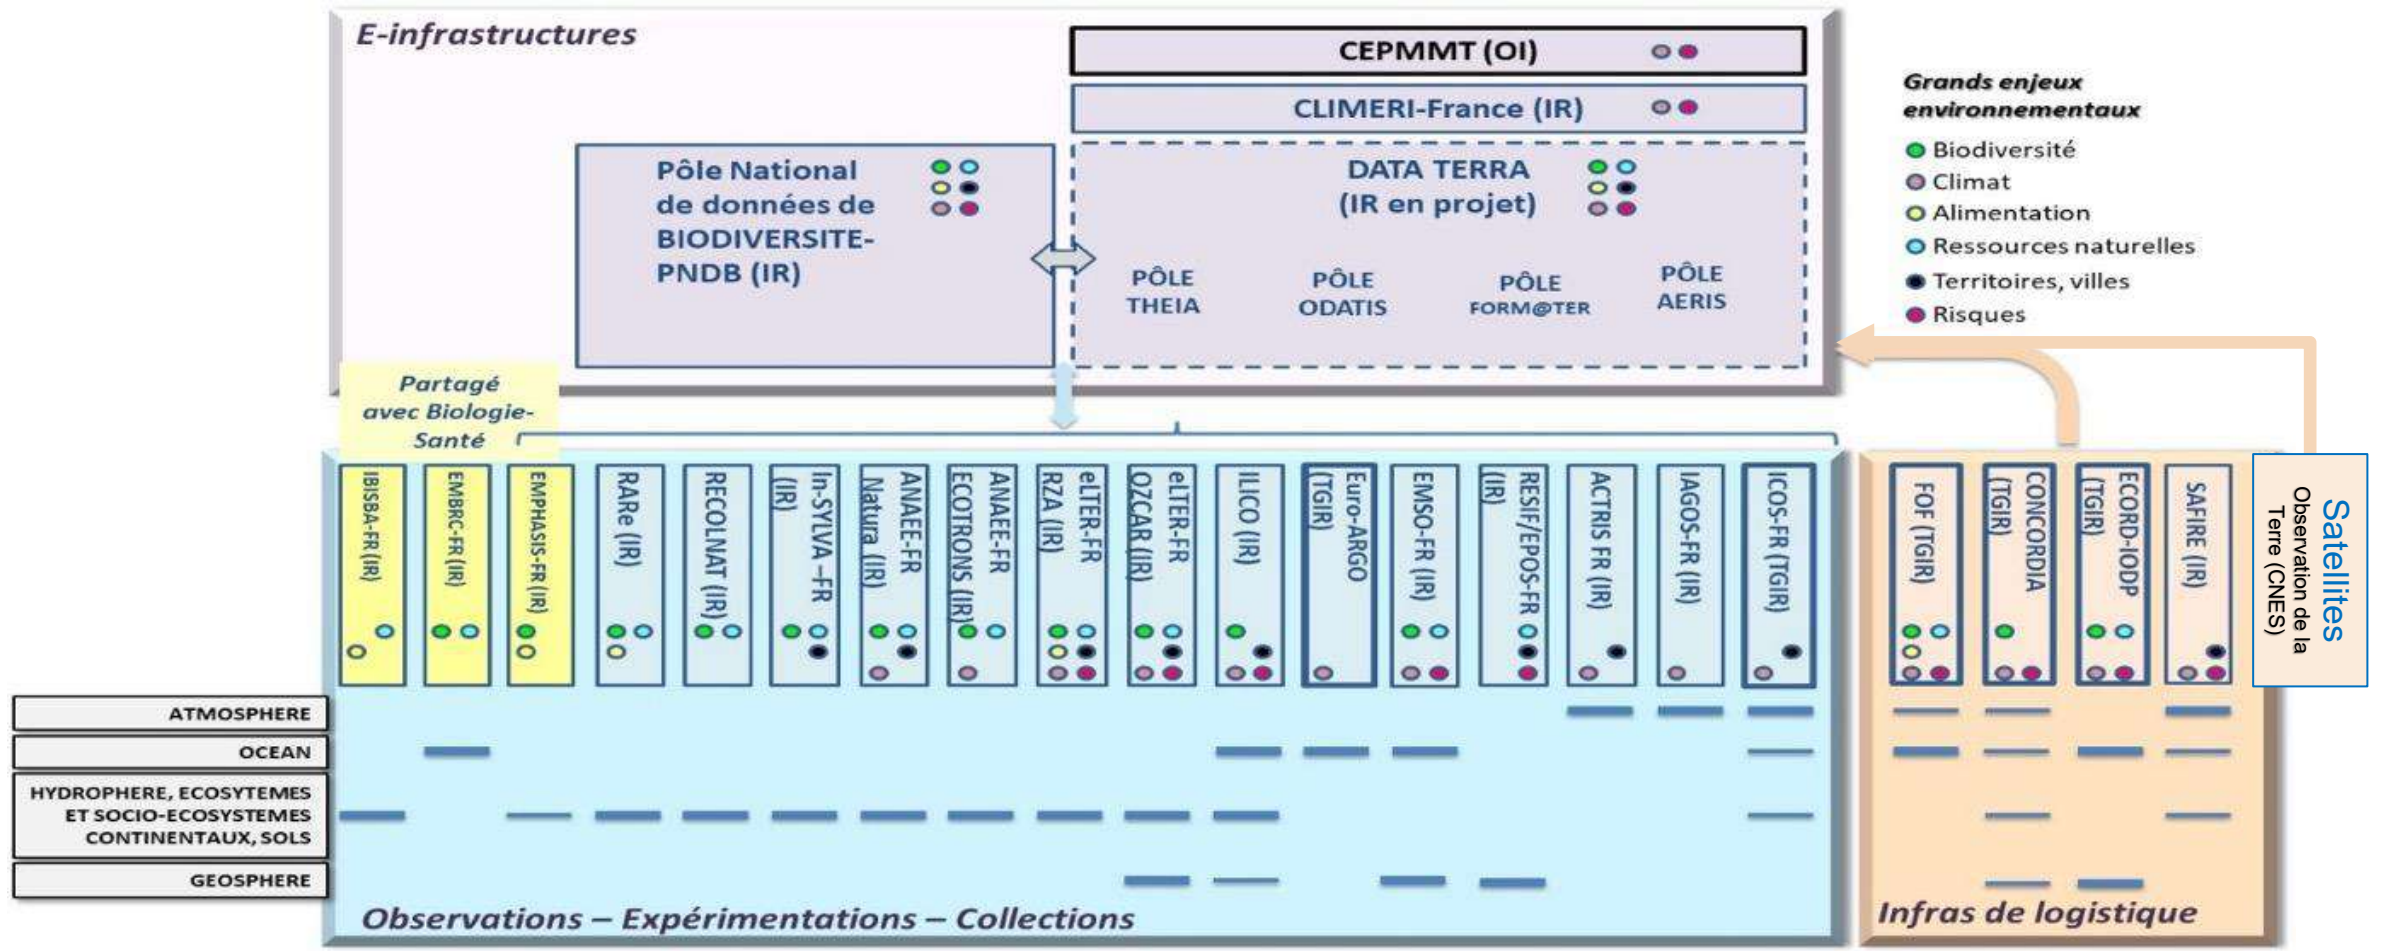 E-infrastructures
CEPMMT (OI)
CLIMERI-France (IR)
Pôle National
de données de
BIODIVERSITE-
PNDB (IR)
DATA TERRA
(IR en projet)
PÔLE
THEIA
PÔLE
ODATIS
PÔLE
FORM@TER
PÔLE
AERIS
Grands enjeux
environnementaux
Biodiversité
Climat
Alimentation
Ressources naturelles
Territoires, villes
Risques
Partagé
avec Biologie-
Santé
IBISBA-FR (IR)
EMBRC-FR (IR)
EMPHASIS-FR (IR)
RARe (IR)
RECOLNAT (IR)
In-SYLVA –FR
(IR)
ANAEE-FR
Natura (IR)
ANAEE-FR
ECOTRONS (IR)
eLTER-FR
RZA (IR)
eLTER-FR
OZCAR (IR)
ILICO (IR)
Euro-ARGO
(TGIR)
EMSO-FR (IR)
RESIF/EPOS-FR
(IR)
ACTRIS FR (IR)
IAGOS-FR (IR)
ICOS-FR (TGIR)
FOF (TGIR)
CONCORDIA
(TGIR)
ECORD-IODP
(TGIR)
SAFIRE (IR)
Satellites
Observation de la
Terre (CNES)
ATMOSPHERE
OCEAN
HYDROPHERE, ECOSYTEMES
ET SOCIO-ECOSYSTEMES
CONTINENTAUX, SOLS
GEOSPHERE
Observations – Expérimentations – Collections
Infras de logistique